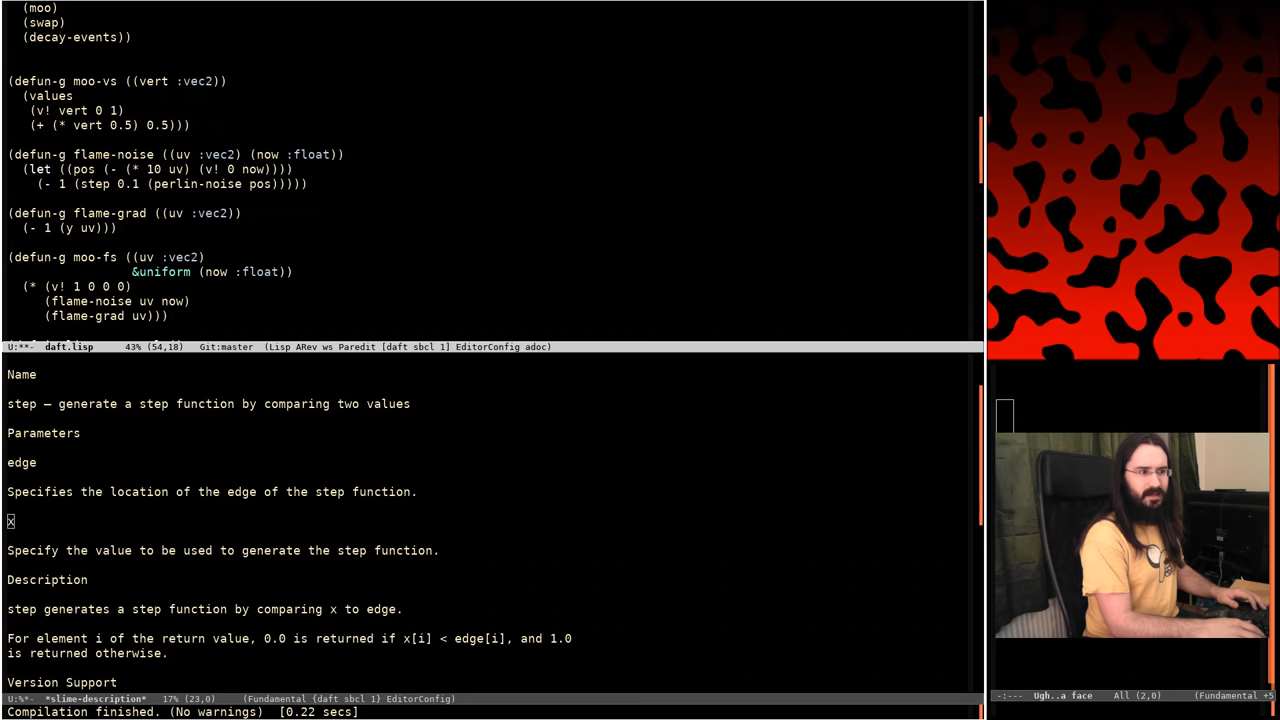 (moo)
(swap)
(decay-events))
(defun-g moo-vs ((vert :vec2))
(values
(v! vert 0 1)
(+ (* vert 0.5) 0.5)))
(defun-g flame-noise ((uv :vec2) (now :float))
(let ((pos (- (* 10 uv) (v! 0 now))))
(- 1 (step 0.1 (perlin-noise pos)))))
(defun-g flame-grad ((uv :vec2))
(- 1 (y uv)))
(defun-g moo-fs ((uv :vec2)
&uniform (now :float))
(* (v! 1 0 0 0)
(flame-noise uv now)
(flame-grad uv)))
U:**- daft.lisp 43% (54,18) Git:master (Lisp ARev ws Paredit [daft sbcl 1] EditorConfig adoc)
Name
step — generate a step function by comparing two values
Parameters
edge
Specifies the location of the edge of the step function.
x
Specify the value to be used to generate the step function.
Description
step generates a step function by comparing x to edge.
For element i of the return value, 0.0 is returned if x[i] < edge[i], and 1.0
is returned otherwise.
Version Support
U:%*- *slime-description* 17% (23,0) (Fundamental {daft sbcl 1} EditorConfig)
Compilation finished. (No warnings) [0.22 secs]
-:--- Ugh..a face All (2,0) (Fundamental +5